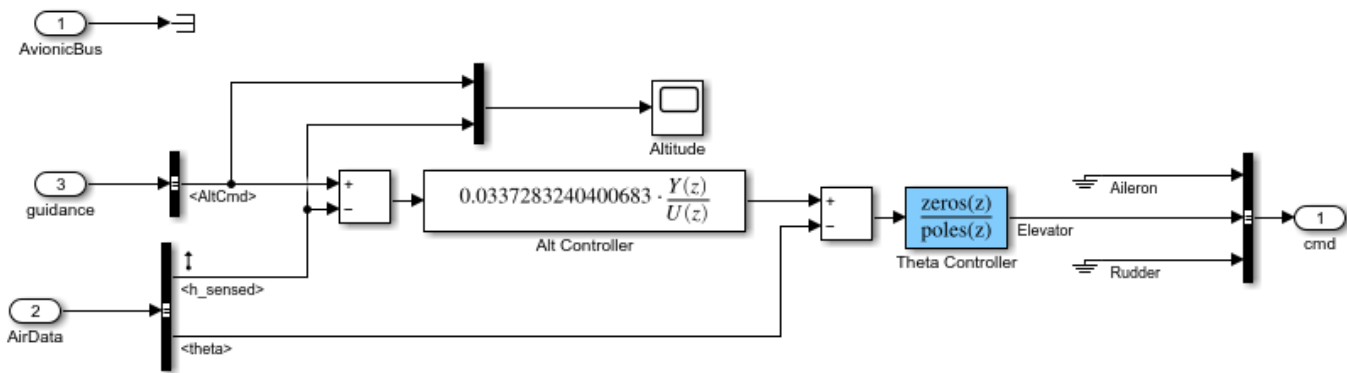 1
AvionicBus
Altitude
3
guidance
<AltCmd>
+
−
0.0337283240400683 · Y(z)/U(z)
Alt Controller
+
−
zeros(z)
poles(z)
Theta Controller
Aileron
Elevator
Rudder
1
cmd
<h_sensed>
2
AirData
<theta>